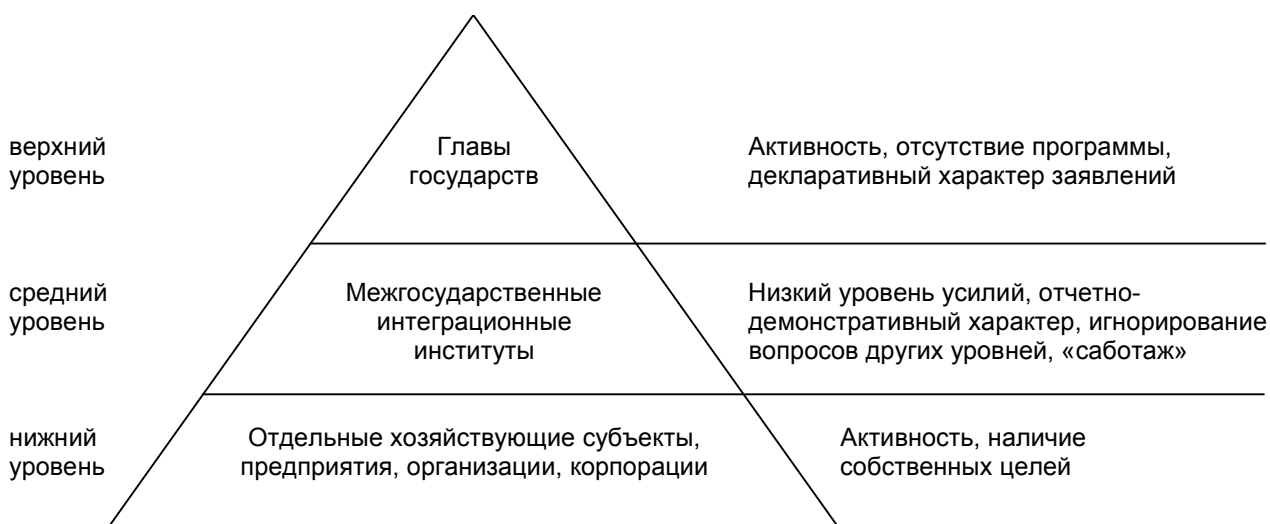 верхний
уровень
Главы
государств
Активность, отсутствие программы,
декларативный характер заявлений
средний
уровень
Межгосударственные
интеграционные
институты
Низкий уровень усилий, отчетно-
демонстративный характер, игнорирование
вопросов других уровней, «саботаж»
нижний
уровень
Отдельные хозяйствующие субъекты,
предприятия, организации, корпорации
Активность, наличие
собственных целей